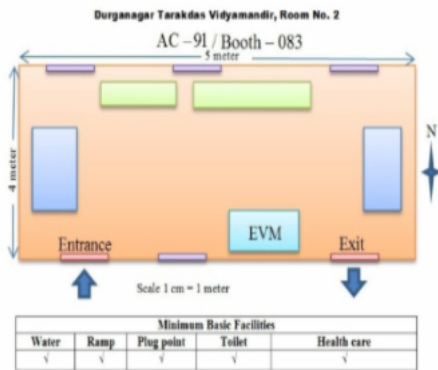 Durganagar Tarakdas Vidyamandir, Room No. 2
AC -91 / Booth – 083
5 meter
4 meter
N
EVM
Entrance
Exit
Scale 1 cm = 1 meter
Minimum Basic Facilities
Water Ramp Plug point Toilet Health care
√ √ √ √ √